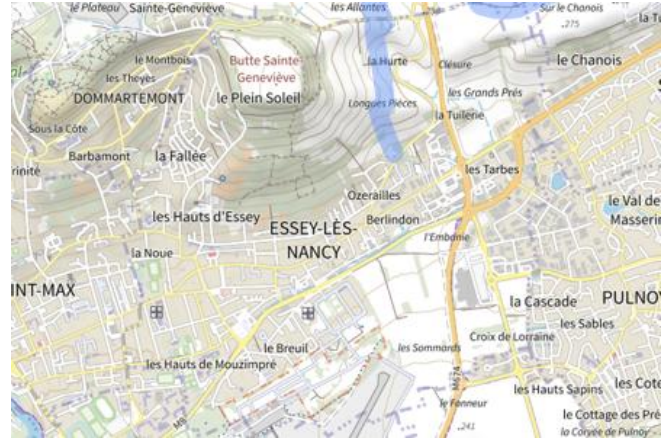 le Plateau
Sainte-Geneviève
les Allantes
Sur le Chanois
.275
le Montbois
Butte Sainte-
Geneviève
la Hurte
Clésure
le Chanois
les Theyes
DOMMARTEMONT
le Plein Soleil
Longues Pièces
les Grands Prés
la Tuilerie
Sous la Côte
Barbamont
la Fallée
rinité
les Tarbes
Ozerailles
le Val de
Masserin
les Hauts d'Essey
Berlindon
ESSEY-LÈS-
NANCY
l'Embanie
la Noue
INT-MAX
la Cascade
PULNOY
les Sables
le Breuil
les Sommards
Croix de Lorraine
les Hauts de Mouzimpré
M674
les Hauts Sapins
les Cote
le Fonneur
.241
le Cottage des Pré
la Corvée de Pulnoy